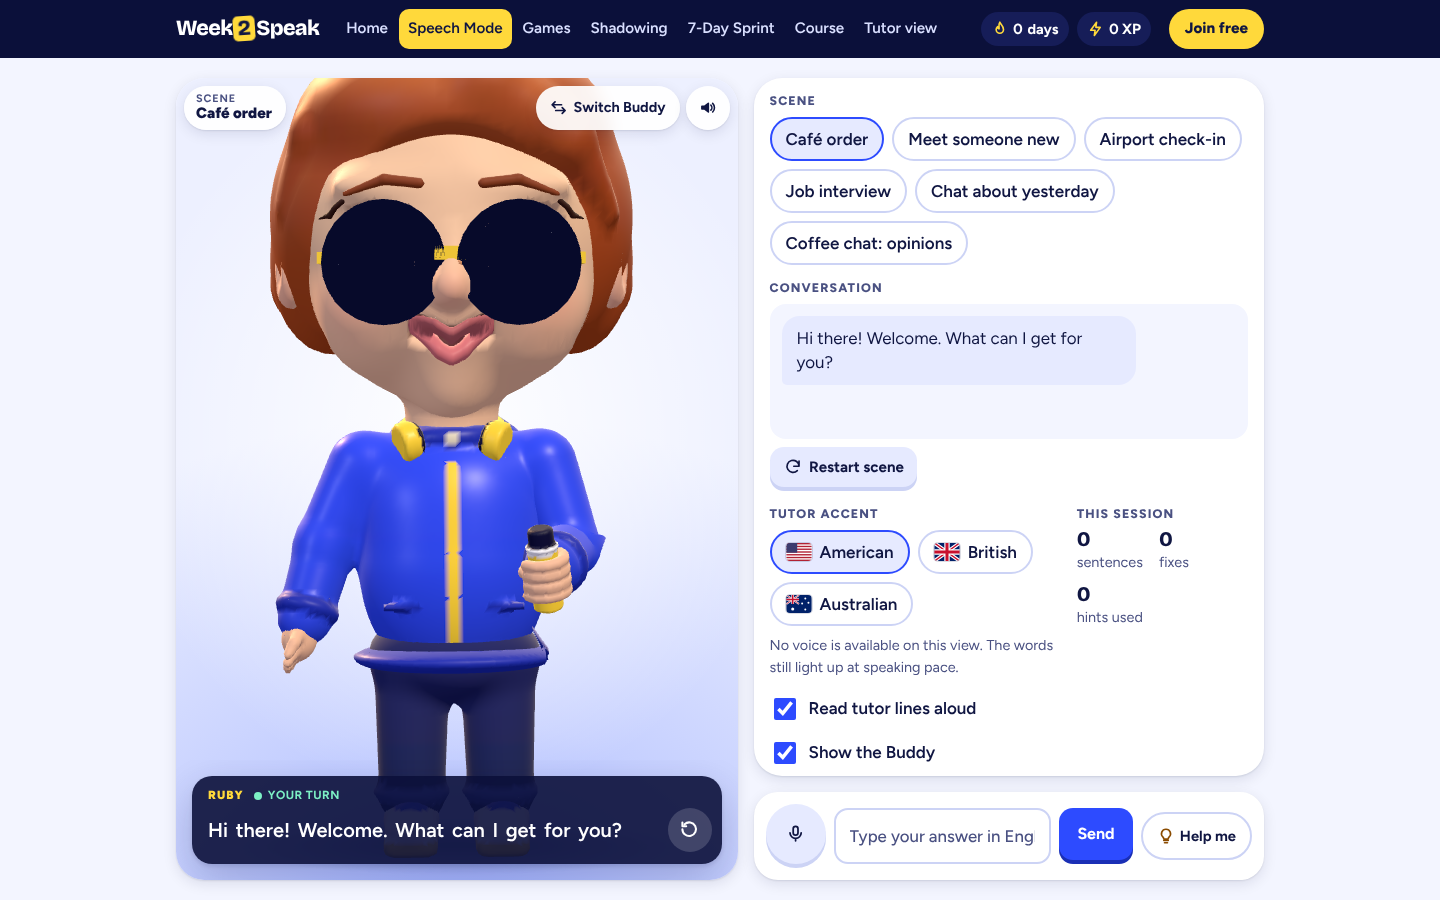 Week2Speak
Home
Speech Mode
Games
Shadowing
7-Day Sprint
Course
Tutor view
0 days
0 XP
Join free
SCENE
Café order
Switch Buddy
RUBY
YOUR TURN
Hi there! Welcome. What can I get for you?
SCENE
Café order
Meet someone new
Airport check-in
Job interview
Chat about yesterday
Coffee chat: opinions
CONVERSATION
Hi there! Welcome. What can I get for
you?
Restart scene
TUTOR ACCENT
American
British
Australian
No voice is available on this view. The words
still light up at speaking pace.
THIS SESSION
0
sentences
0
fixes
0
hints used
Read tutor lines aloud
Show the Buddy
Type your answer in Eng
Send
Help me